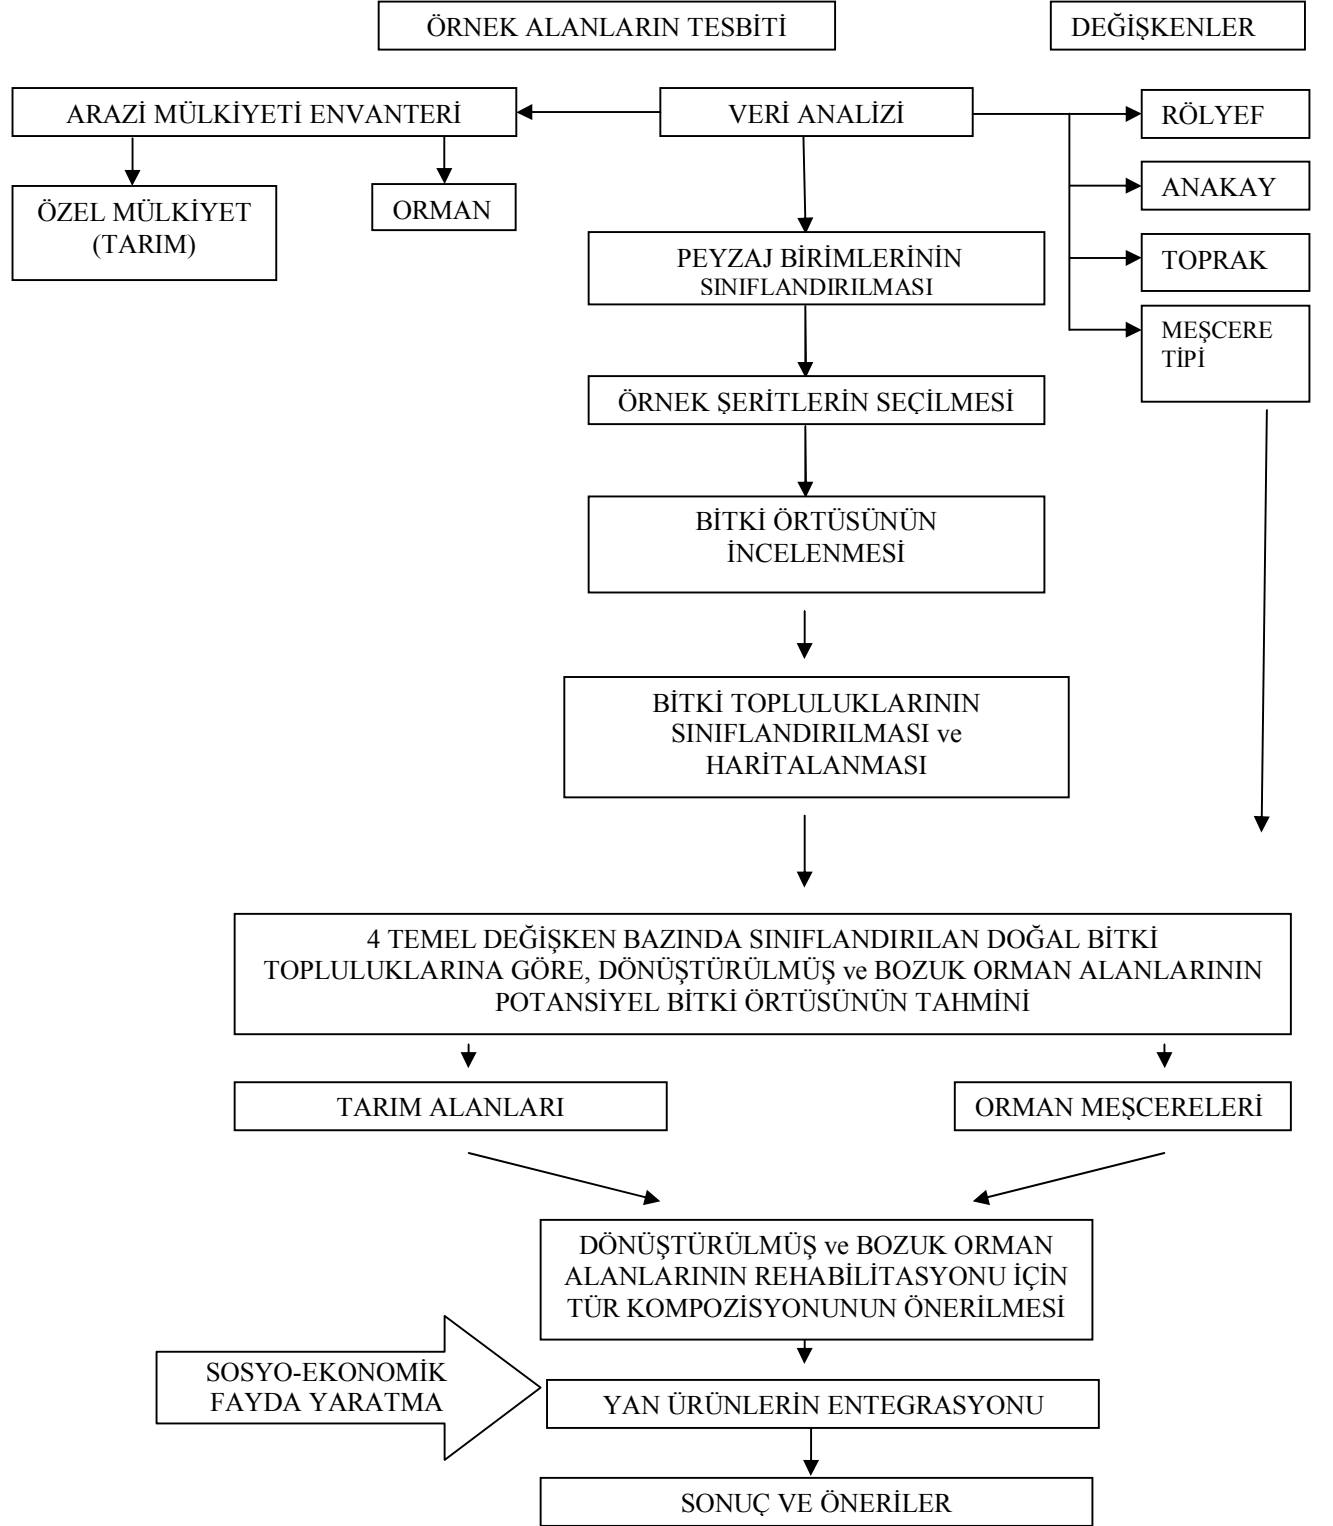 ÖRNEK ALANLARIN TESBİTİ
DEĞİŞKENLER
ARAZİ MÜLKİYETİ ENVANTERİ
VERİ ANALİZİ
RÖLYEF
ÖZEL MÜLKİYET
(TARIM)
ORMAN
ANAKAY
PEYZAJ BİRİMLERİNİN
SINIFLANDIRILMASI
TOPRAK
MEŞCERE
TİPİ
ÖRNEK ŞERİTLERİN SEÇİLMESİ
BİTKİ ÖRTÜSÜNÜN
İNCELENMESİ
BİTKİ TOPLULUKLARININ
SINIFLANDIRILMASI ve
HARİTALANMASI
4 TEMEL DEĞİŞKEN BAZINDA SINIFLANDIRILAN DOĞAL BİTKİ
TOPLULUKLARINA GÖRE, DÖNÜŞTÜRÜLMÜŞ ve BOZUK ORMAN ALANLARININ
POTANSİYEL BİTKİ ÖRTÜSÜNÜN TAHMİNİ
TARIM ALANLARI
ORMAN MEŞCERELERİ
DÖNÜŞTÜRÜLMÜŞ ve BOZUK ORMAN
ALANLARININ REHABİLİTASYONU İÇİN
TÜR KOMPOZİSYONUNUN ÖNERİLMESİ
SOSYO-EKONOMİK
FAYDA YARATMA
YAN ÜRÜNLERİN ENTEGRASYONU
SONUÇ VE ÖNERİLER